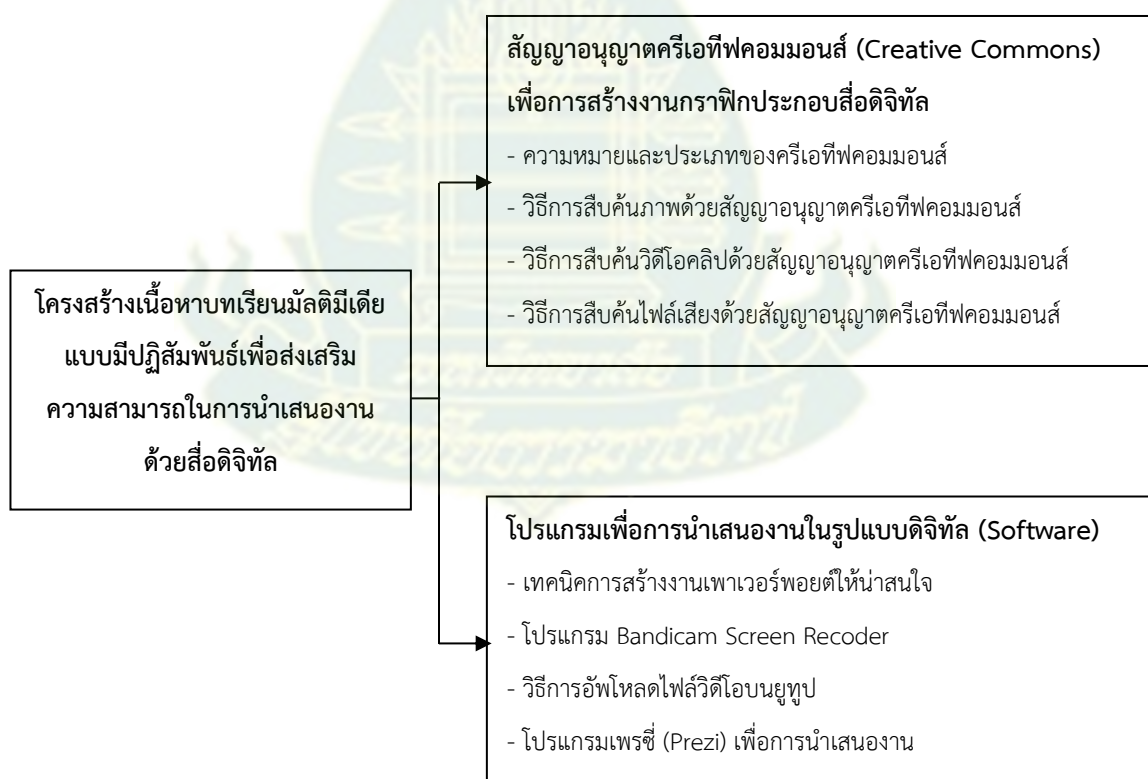 สัญญาอนุญาตครีเอทีฟคอมมอนส์ (Creative Commons)
เพื่อการสร้างงานกราฟิกประกอบสื่อดิจิทัล
- ความหมายและประเภทของครีเอทีฟคอมมอนส์
- วิธีการสืบค้นภาพด้วยสัญญาอนุญาตครีเอทีฟคอมมอนส์
- วิธีการสืบค้นวิดีโอคลิปด้วยสัญญาอนุญาตครีเอทีฟคอมมอนส์
- วิธีการสืบค้นไฟล์เสียงด้วยสัญญาอนุญาตครีเอทีฟคอมมอนส์
โครงสร้างเนื้อหาบทเรียนมัลติมีเดีย
แบบมีปฏิสัมพันธ์เพื่อส่งเสริม
ความสามารถในการนำเสนองาน
ด้วยสื่อดิจิทัล
โปรแกรมเพื่อการนำเสนองานในรูปแบบดิจิทัล (Software)
- เทคนิคการสร้างงานเพาเวอร์พอยต์ให้น่าสนใจ
- โปรแกรม Bandicam Screen Recoder
- วิธีการอัพโหลดไฟล์วิดีโอบนยูทูป
- โปรแกรมเพรซี่ (Prezi) เพื่อการนำเสนองาน